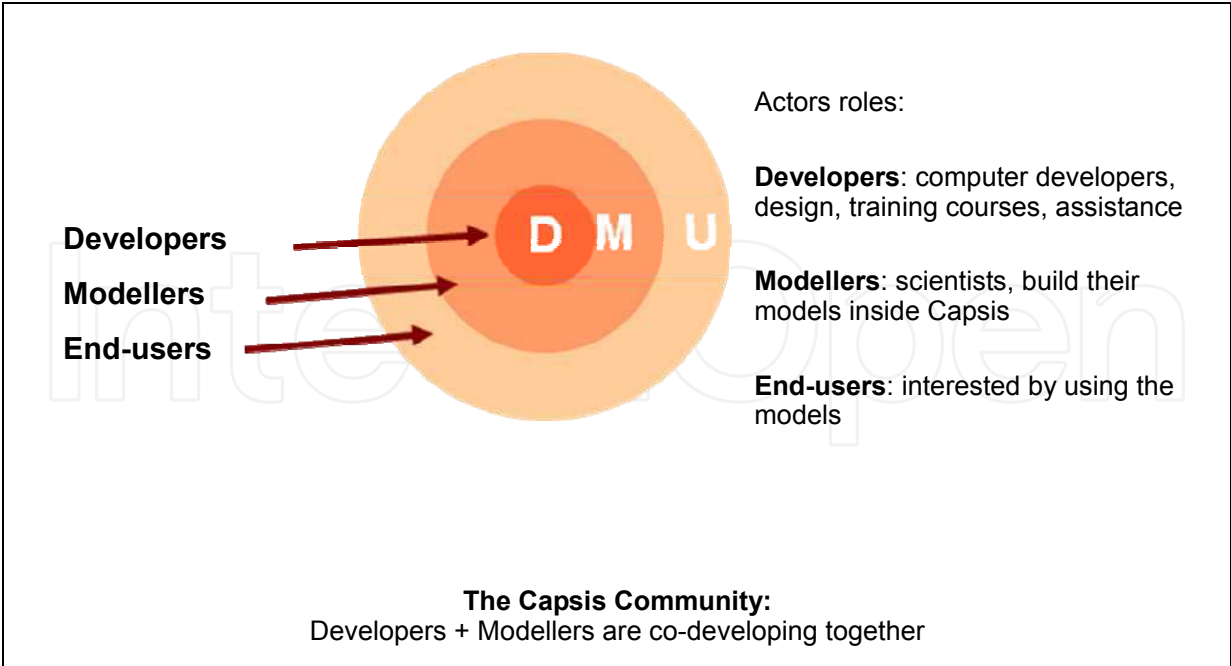 Actors roles:
Developers: computer developers,
design, training courses, assistance
D M U
Developers
Modellers
End-users
Modellers: scientists, build their
models inside Capsis
End-users: interested by using the
models
IntechOpen
The Capsis Community:
Developers + Modellers are co-developing together